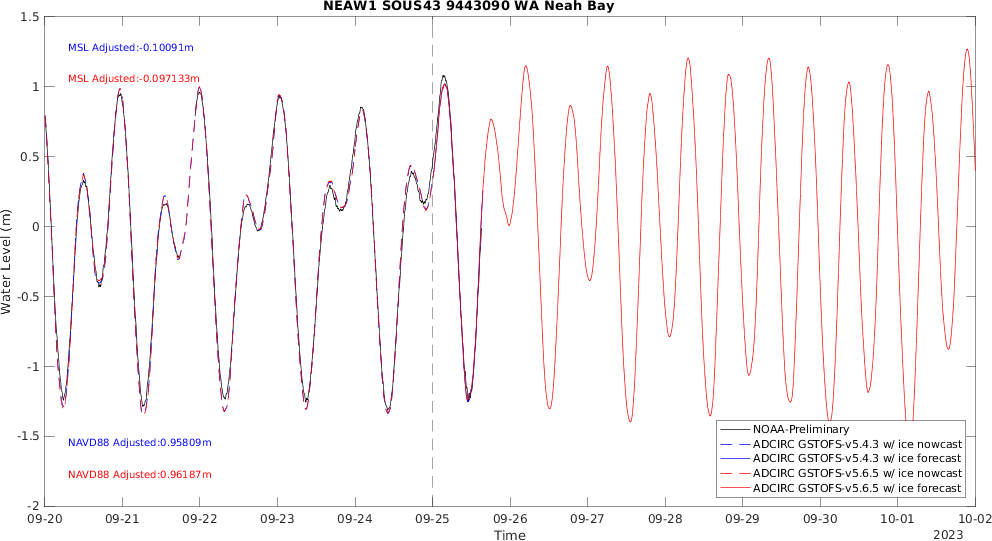 NEAW1 SOUS43 9443090 WA Neah Bay
1.5
1
0.5
0
-0.5
-1
-1.5
-2
Water Level (m)
MSL Adjusted:-0.10091m
MSL Adjusted:-0.097133m
NAVD88 Adjusted:0.95809m
NAVD88 Adjusted:0.96187m
NOAA-Preliminary
ADCIRC GSTOFS-v5.4.3 w/ ice nowcast
ADCIRC GSTOFS-v5.4.3 w/ ice forecast
ADCIRC GSTOFS-v5.6.5 w/ ice nowcast
ADCIRC GSTOFS-v5.6.5 w/ ice forecast
09-20 09-21 09-22 09-23 09-24 09-25 09-26 09-27 09-28 09-29 09-30 10-01 10-02
Time
2023